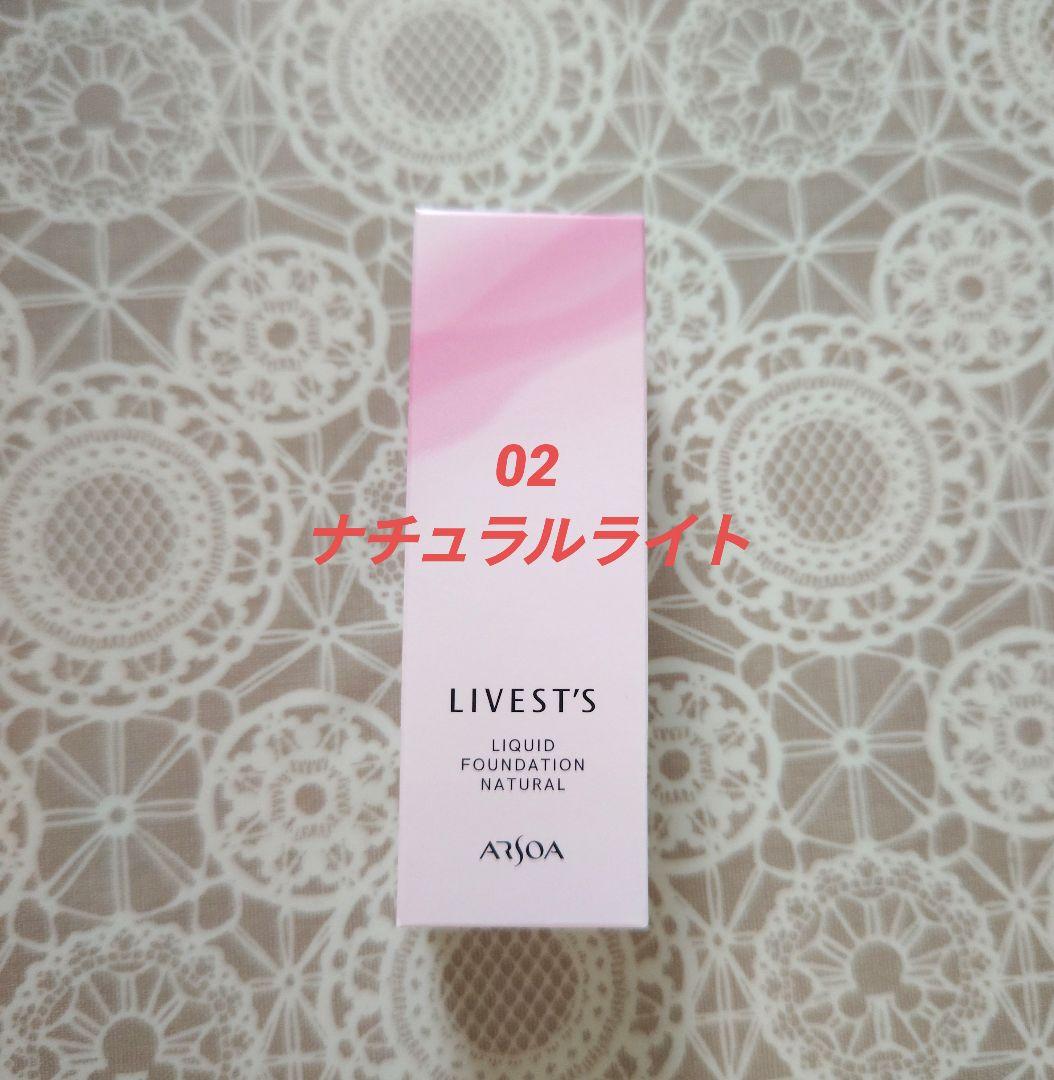 02
ナチュラルライト
LIVEST'S
LIQUID
FOUNDATION
NATURAL
ARSOA